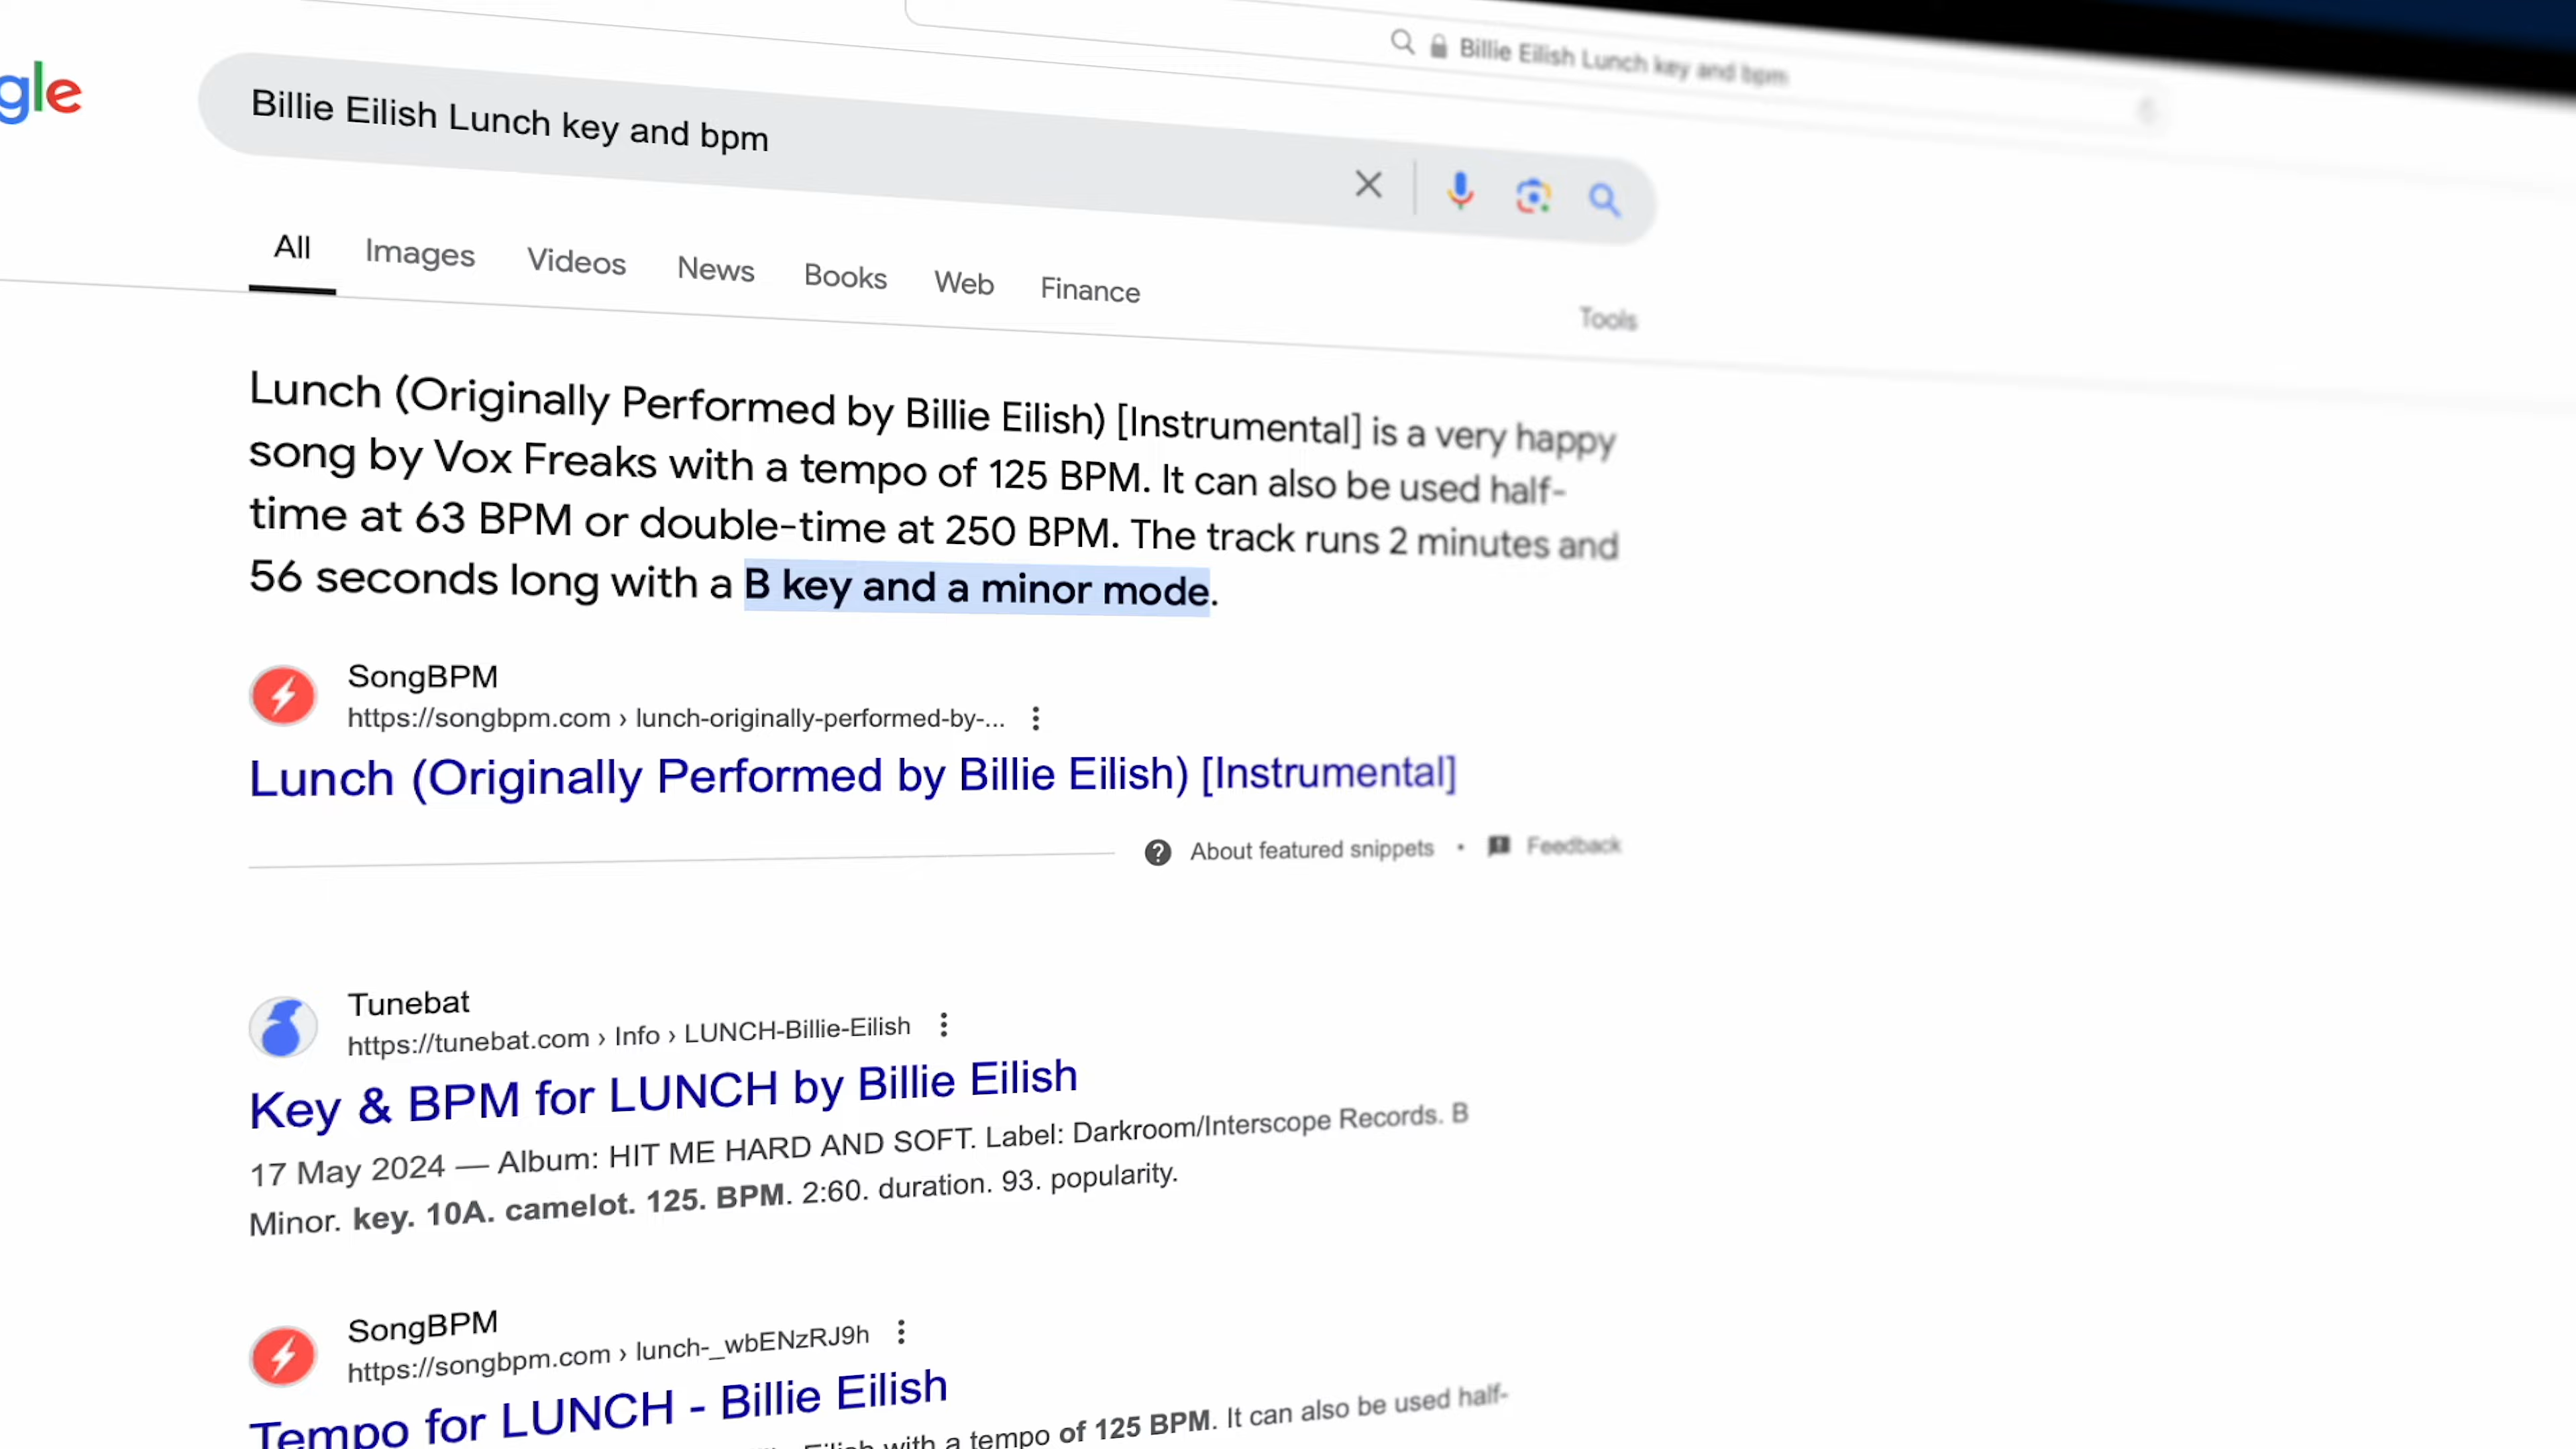 Billie Eilish Lunch key and bpm
gle
Billie Eilish Lunch key and bpm
All Images Videos News Books Web Finance
Tools
Lunch (Originally Performed by Billie Eilish) [Instrumental] is a very happy
song by Vox Freaks with a tempo of 125 BPM. It can also be used half-
time at 63 BPM or double-time at 250 BPM. The track runs 2 minutes and
56 seconds long with a B key and a minor mode.
SongBPM
https://songbpm.com › lunch-originally-performed-by-...
Lunch (Originally Performed by Billie Eilish) [Instrumental]
About featured snippets • Feedback
Tunebat
https://tunebat.com › Info › LUNCH-Billie-Eilish
Key & BPM for LUNCH by Billie Eilish
17 May 2024 — Album: HIT ME HARD AND SOFT. Label: Darkroom/Interscope Records. B
Minor. key. 10A. camelot. 125. BPM. 2:60. duration. 93. popularity.
SongBPM
https://songbpm.com › lunch-_wbENzRJ9h
Tempo for LUNCH - Billie Eilish
Eilish with a tempo of 125 BPM. It can also be used half-